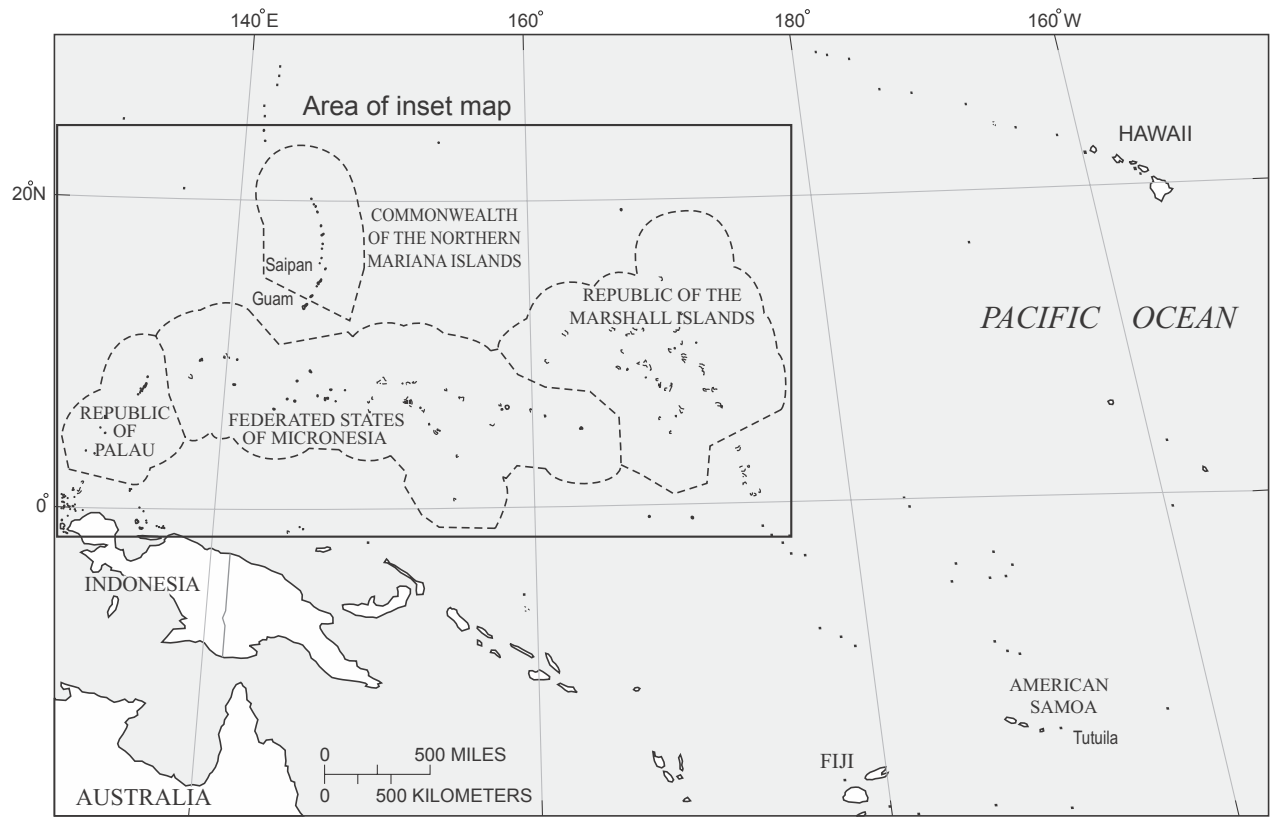 140°E 160° 180° 160°W
Area of inset map
HAWAII
20°N
COMMONWEALTH
OF THE NORTHERN
MARIANA ISLANDS
Saipan
Guam
REPUBLIC OF THE
MARSHALL ISLANDS
PACIFIC OCEAN
REPUBLIC
OF
PALAU
FEDERATED STATES
OF MICRONESIA
0°
INDONESIA
AMERICAN
SAMOA
Tutuila
0 500 MILES
0 500 KILOMETERS
FIJI
AUSTRALIA